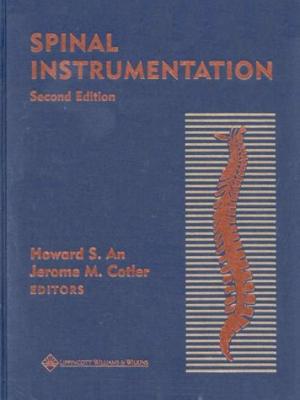 SPINAL
INSTRUMENTATION
Second Edition
Howard S. An
Jerome M. Cotler
EDITORS
LIPPINCOTT WILLIAMS & WILKINS